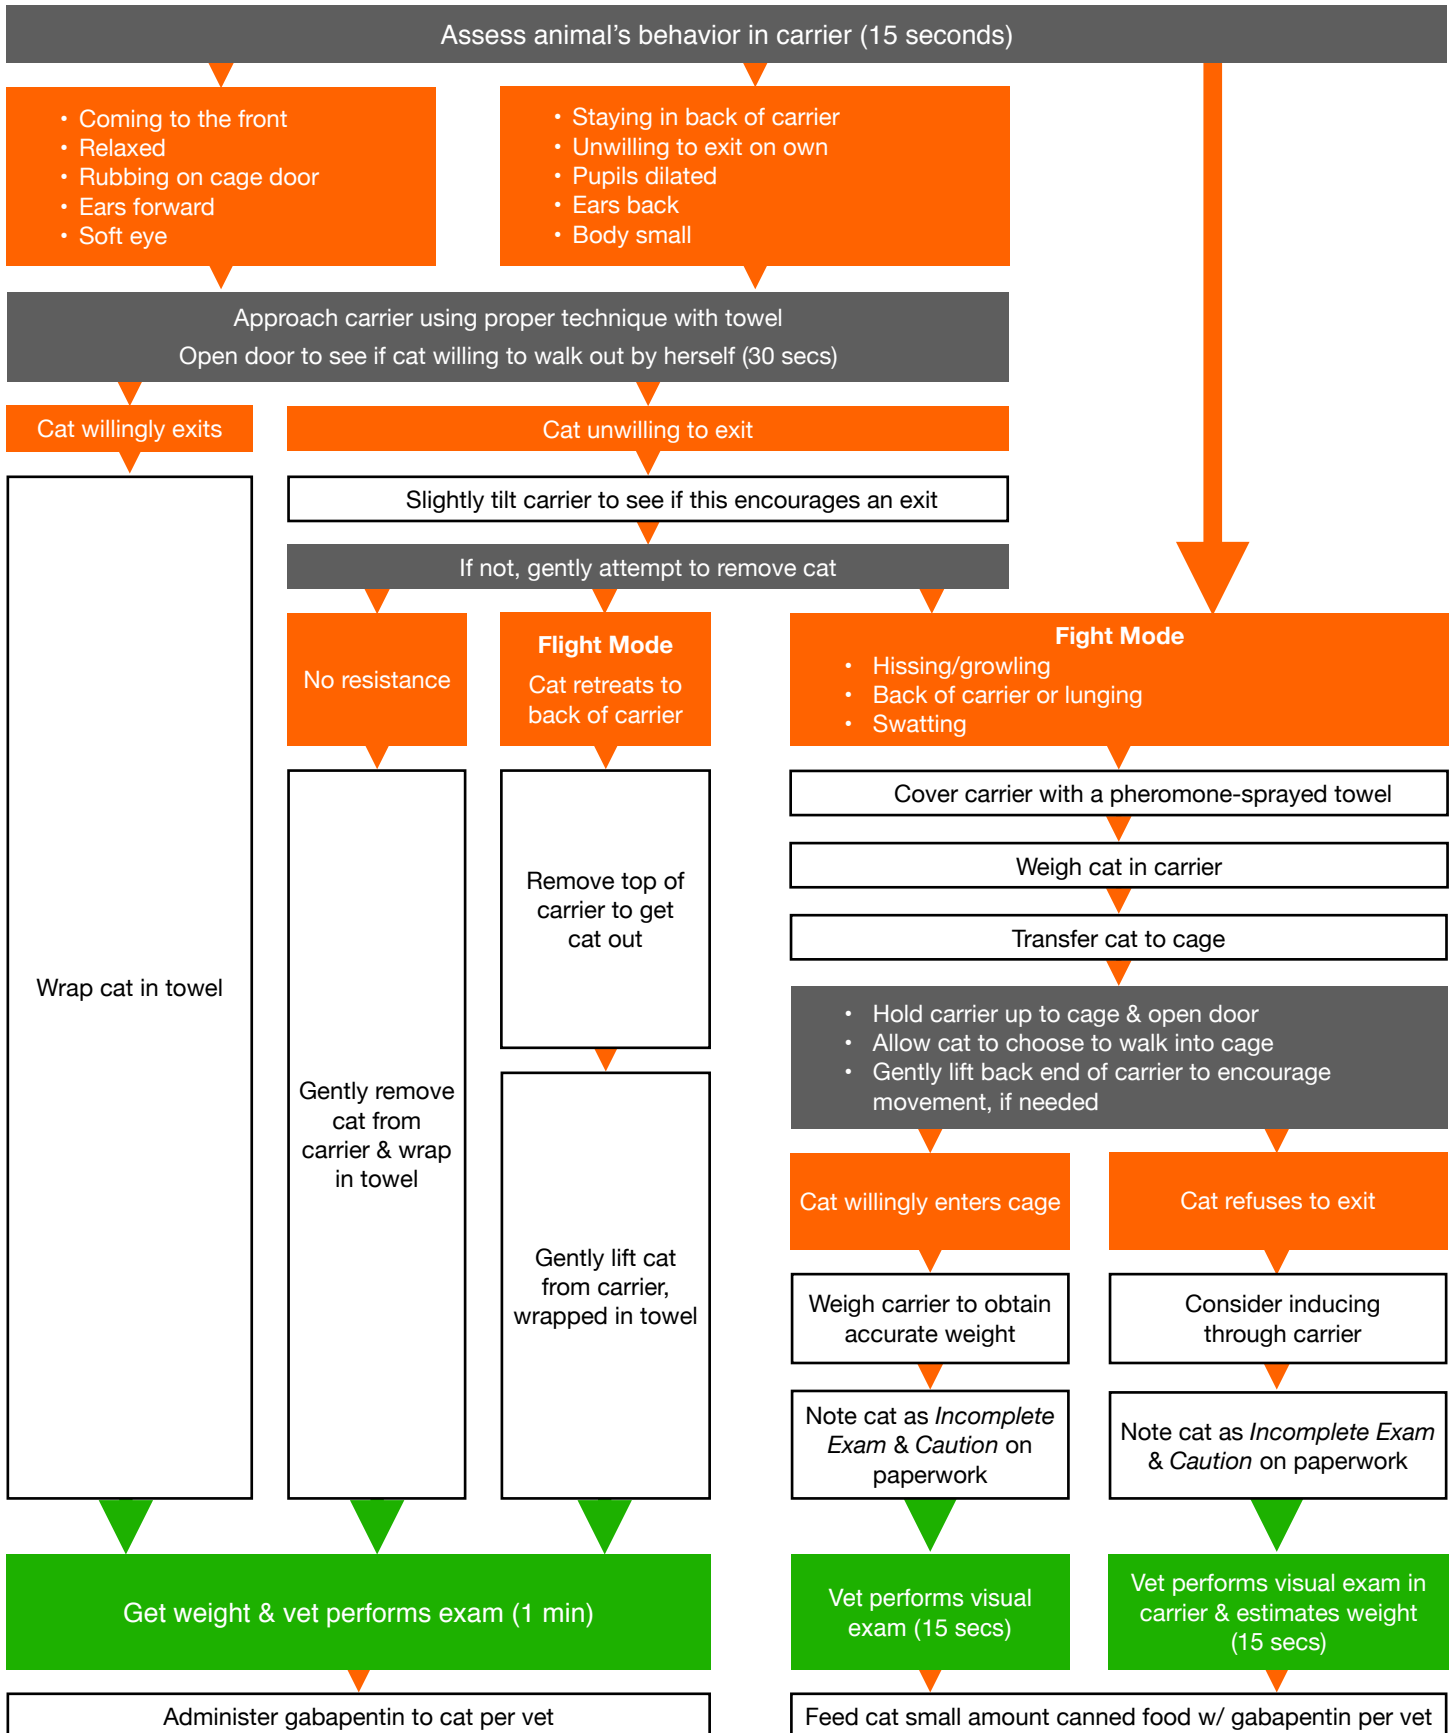 Assess animal’s behavior in carrier (15 seconds)
• Coming to the front
• Relaxed
• Rubbing on cage door
• Ears forward
• Soft eye
• Staying in back of carrier
• Unwilling to exit on own
• Pupils dilated
• Ears back
• Body small
Approach carrier using proper technique with towel
Open door to see if cat willing to walk out by herself (30 secs)
Cat willingly exits
Cat unwilling to exit
Slightly tilt carrier to see if this encourages an exit
If not, gently attempt to remove cat
No resistance
Flight Mode
Cat retreats to
back of carrier
Fight Mode
• Hissing/growling
• Back of carrier or lunging
• Swatting
Wrap cat in towel
Gently remove
cat from
carrier & wrap
in towel
Remove top of
carrier to get
cat out
Gently lift cat
from carrier,
wrapped in towel
Cover carrier with a pheromone-sprayed towel
Weigh cat in carrier
Transfer cat to cage
• Hold carrier up to cage & open door
• Allow cat to choose to walk into cage
• Gently lift back end of carrier to encourage
movement, if needed
Cat willingly enters cage
Cat refuses to exit
Weigh carrier to obtain
accurate weight
Consider inducing
through carrier
Note cat as Incomplete
Exam & Caution on
paperwork
Note cat as Incomplete Exam
& Caution on paperwork
Get weight & vet performs exam (1 min)
Vet performs visual
exam (15 secs)
Vet performs visual exam in
carrier & estimates weight
(15 secs)
Administer gabapentin to cat per vet
Feed cat small amount canned food w/ gabapentin per vet